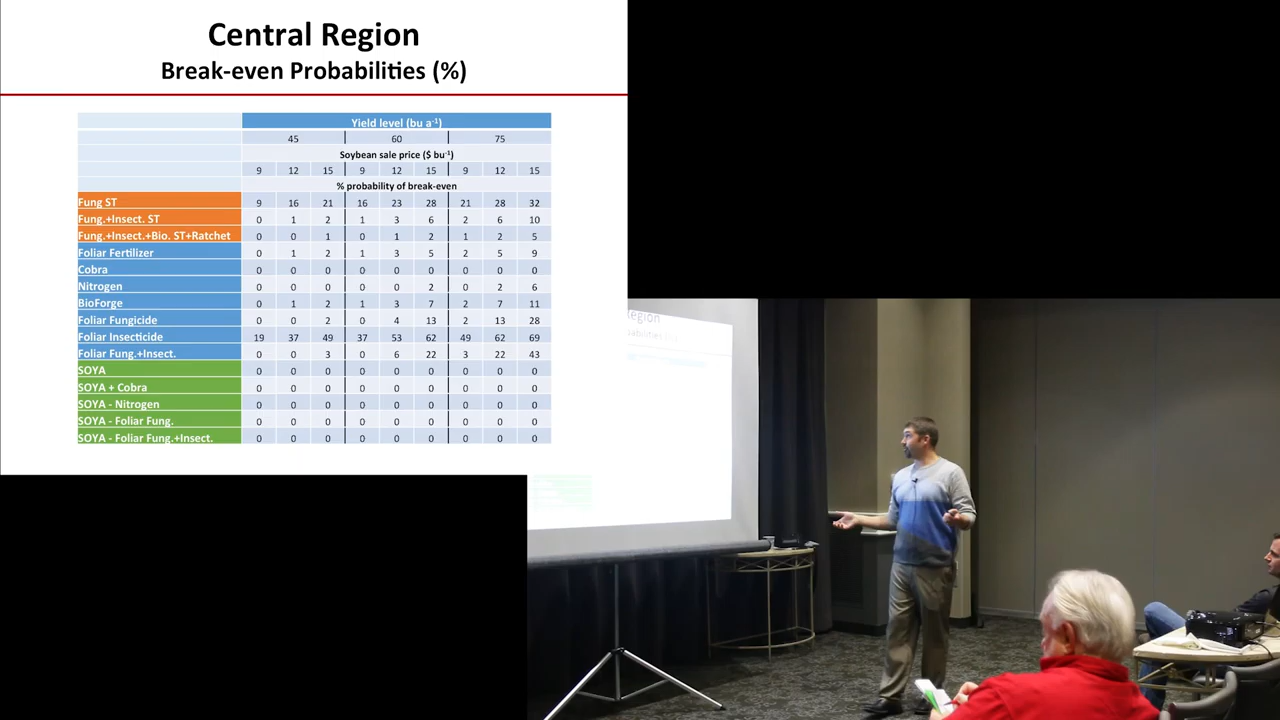 Central Region
Break-even Probabilities (%)
Yield level (bu a-1)
45 60 75
Soybean sale price ($ bu-1)
9 12 15 9 12 15 9 12 15
% probability of break-even
Fung ST 9 16 21 16 23 28 21 28 32
Fung.+Insect. ST 0 1 2 1 3 6 2 6 10
Fung.+Insect.+Bio. ST+Ratchet 0 0 1 0 1 2 1 2 5
Foliar Fertilizer 0 1 2 1 3 5 2 5 9
Cobra 0 0 0 0 0 0 0 0 0
Nitrogen 0 0 0 0 0 2 0 2 6
BioForge 0 1 2 1 3 7 2 7 11
Foliar Fungicide 0 0 2 0 4 13 2 13 28
Foliar Insecticide 19 37 49 37 53 62 49 62 69
Foliar Fung.+Insect. 0 0 3 0 6 22 3 22 43
SOYA 0 0 0 0 0 0 0 0 0
SOYA + Cobra 0 0 0 0 0 0 0 0 0
SOYA - Nitrogen 0 0 0 0 0 0 0 0 0
SOYA - Foliar Fung. 0 0 0 0 0 0 0 0 0
SOYA - Foliar Fung.+Insect. 0 0 0 0 0 0 0 0 0